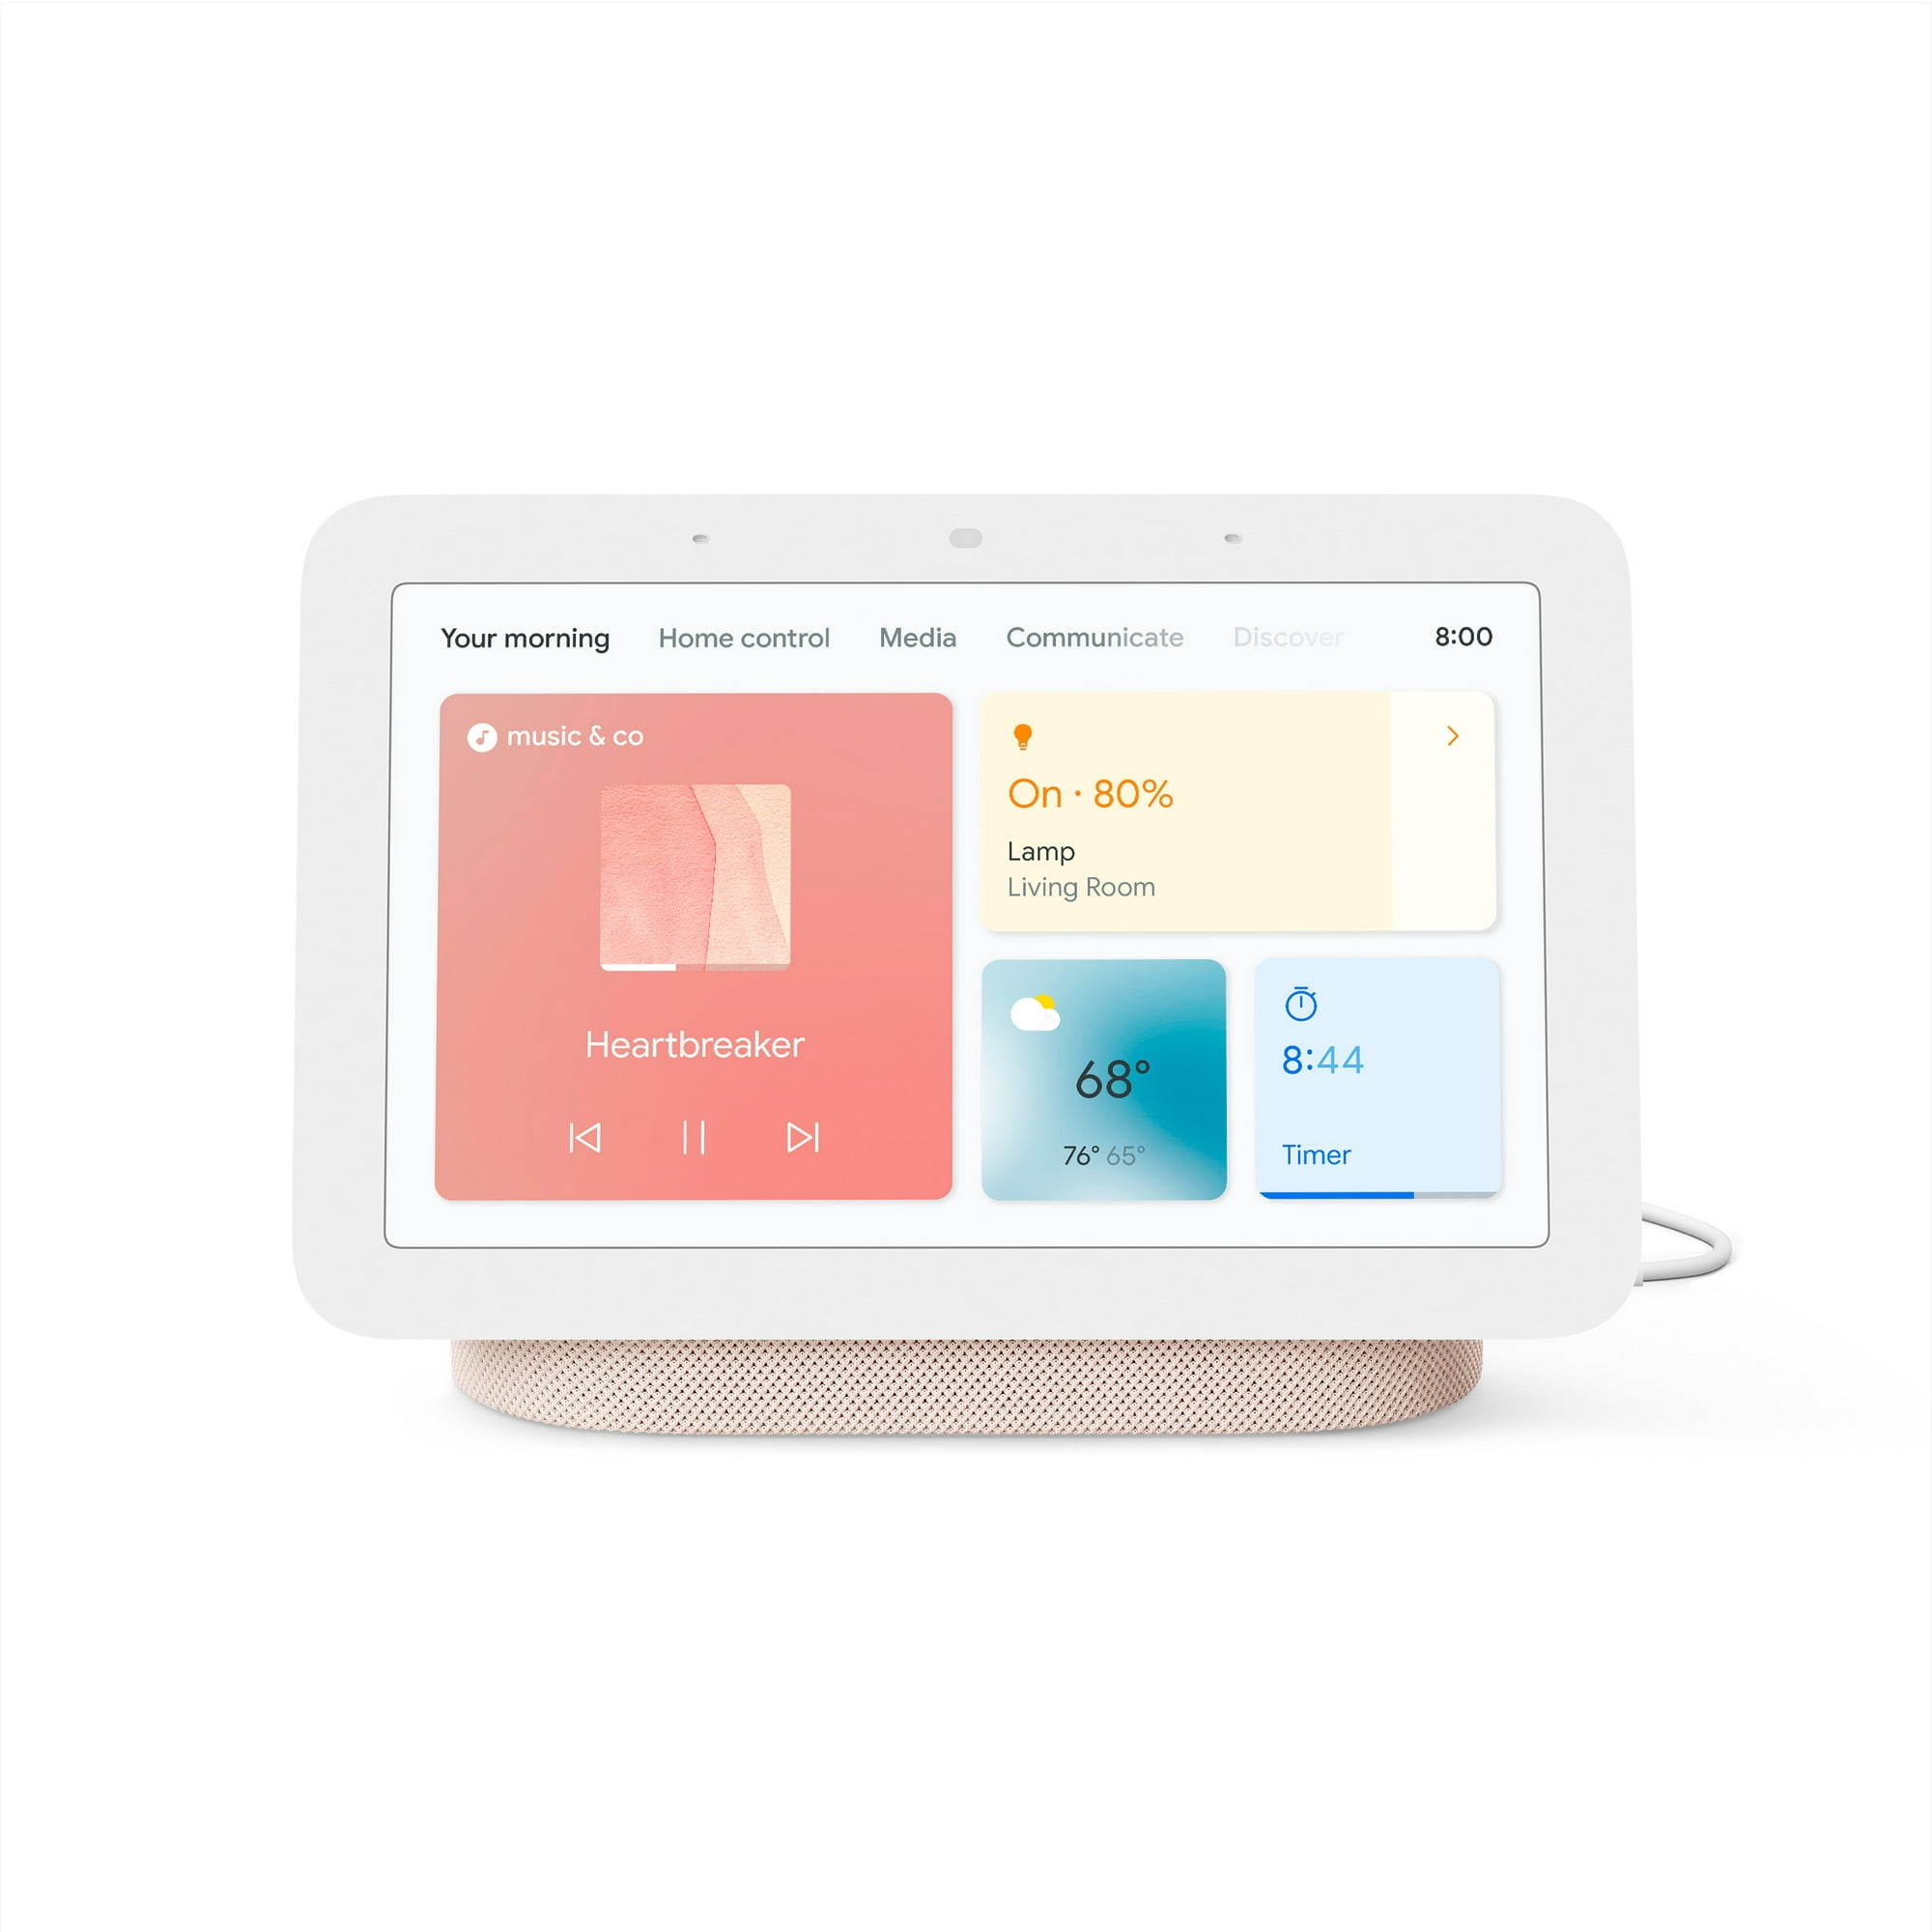 Your morning Home control Media Communicate Discover 8:00
music & co
Heartbreaker
On · 80%
Lamp
Living Room
68°
76° 65°
8:44
Timer